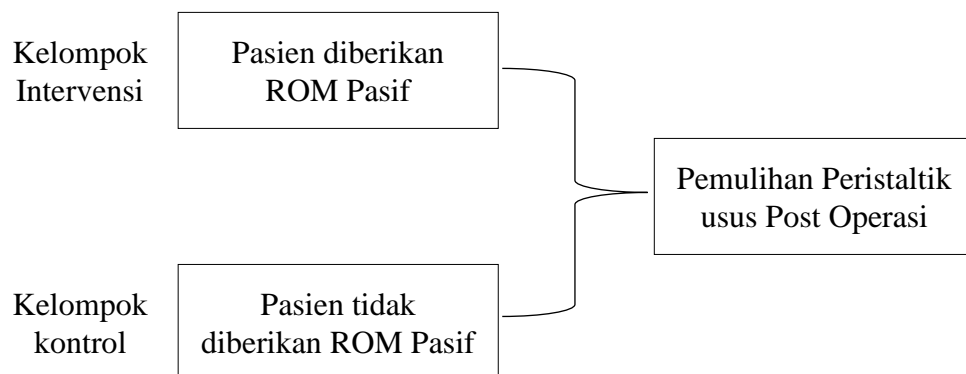 Kelompok
Intervensi
Pasien diberikan
ROM Pasif
Pemulihan Peristaltik
usus Post Operasi
Kelompok
kontrol
Pasien tidak
diberikan ROM Pasif